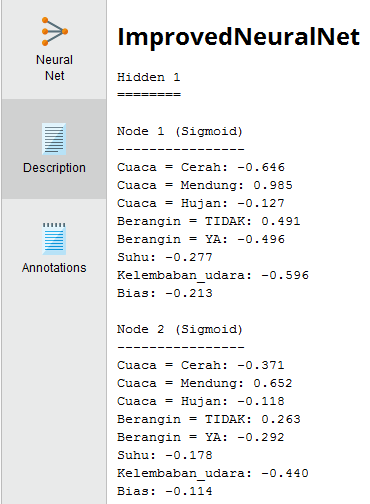 ImprovedNeuralNet
Neural
Net
Description
Annotations
Hidden 1
========
Node 1 (Sigmoid)
----------------
Cuaca = Cerah: -0.646
Cuaca = Mendung: 0.985
Cuaca = Hujan: -0.127
Berangin = TIDAK: 0.491
Berangin = YA: -0.496
Suhu: -0.277
Kelembaban_udara: -0.596
Bias: -0.213
Node 2 (Sigmoid)
----------------
Cuaca = Cerah: -0.371
Cuaca = Mendung: 0.652
Cuaca = Hujan: -0.118
Berangin = TIDAK: 0.263
Berangin = YA: -0.292
Suhu: -0.178
Kelembaban_udara: -0.440
Bias: -0.114